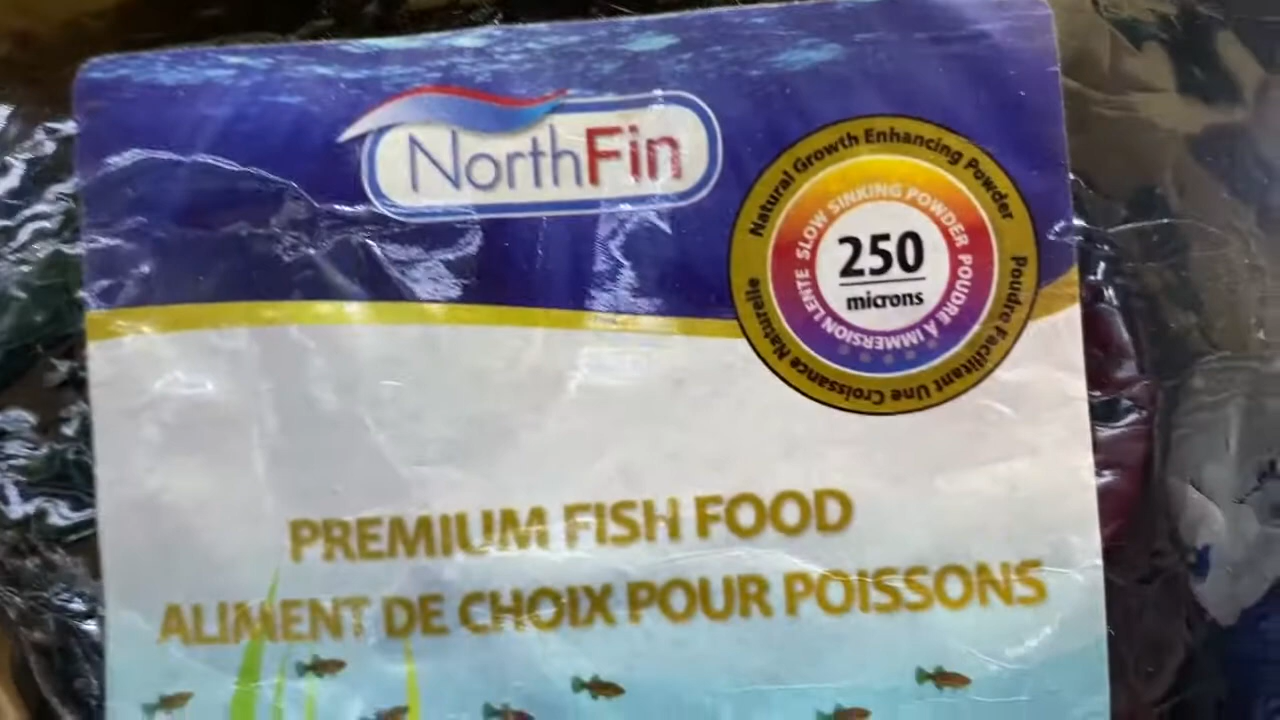 NorthFin
Natural Growth Enhancing Powder
SLOW SINKING POWDER
250
microns
POUDRE À IMMERSION LENTE
Poudre Facilitant Une Croissance Naturelle
PREMIUM FISH FOOD
ALIMENT DE CHOIX POUR POISSONS